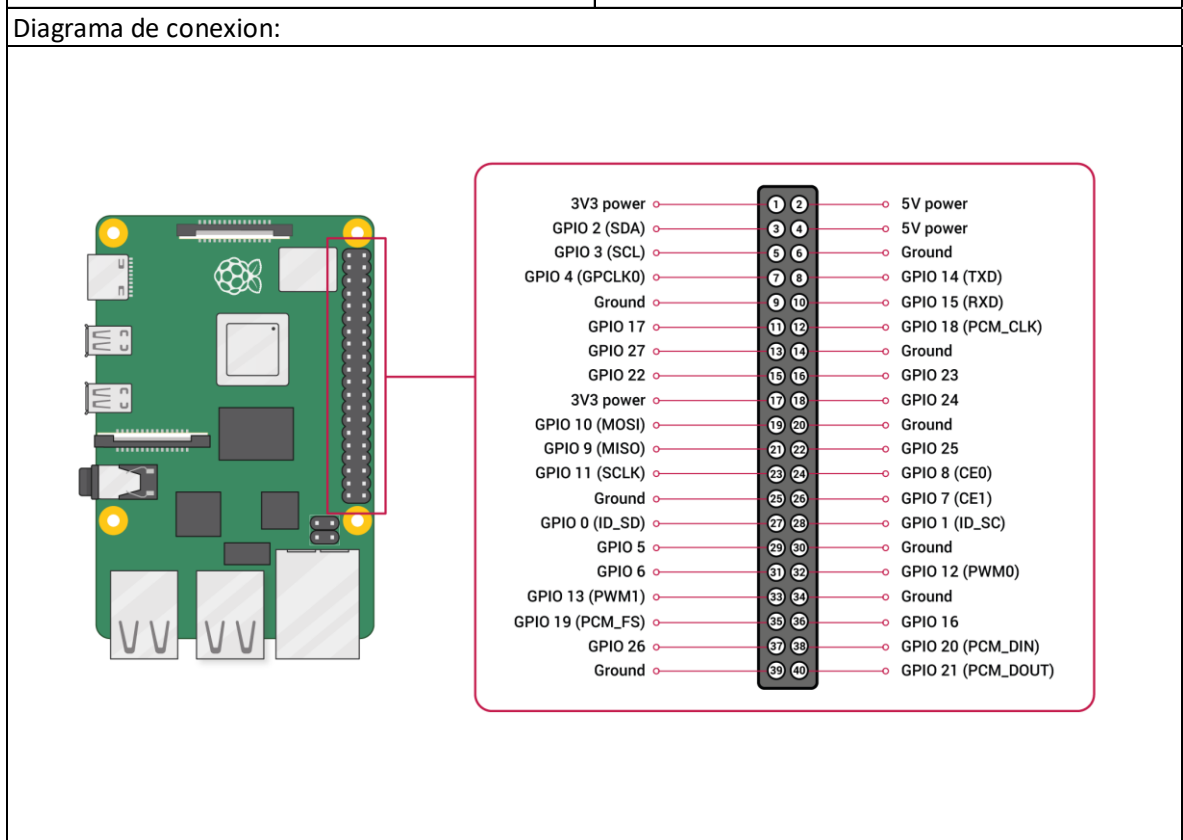 Diagrama de conexion:
3V3 power 1 2 5V power
GPIO 2 (SDA) 3 4 5V power
GPIO 3 (SCL) 5 6 Ground
GPIO 4 (GPCLK0) 7 8 GPIO 14 (TXD)
Ground 9 10 GPIO 15 (RXD)
GPIO 17 11 12 GPIO 18 (PCM_CLK)
GPIO 27 13 14 Ground
GPIO 22 15 16 GPIO 23
3V3 power 17 18 GPIO 24
GPIO 10 (MOSI) 19 20 Ground
GPIO 9 (MISO) 21 22 GPIO 25
GPIO 11 (SCLK) 23 24 GPIO 8 (CE0)
Ground 25 26 GPIO 7 (CE1)
GPIO 0 (ID_SD) 27 28 GPIO 1 (ID_SC)
GPIO 5 29 30 Ground
GPIO 6 31 32 GPIO 12 (PWM0)
GPIO 13 (PWM1) 33 34 Ground
GPIO 19 (PCM_FS) 35 36 GPIO 16
GPIO 26 37 38 GPIO 20 (PCM_DIN)
Ground 39 40 GPIO 21 (PCM_DOUT)